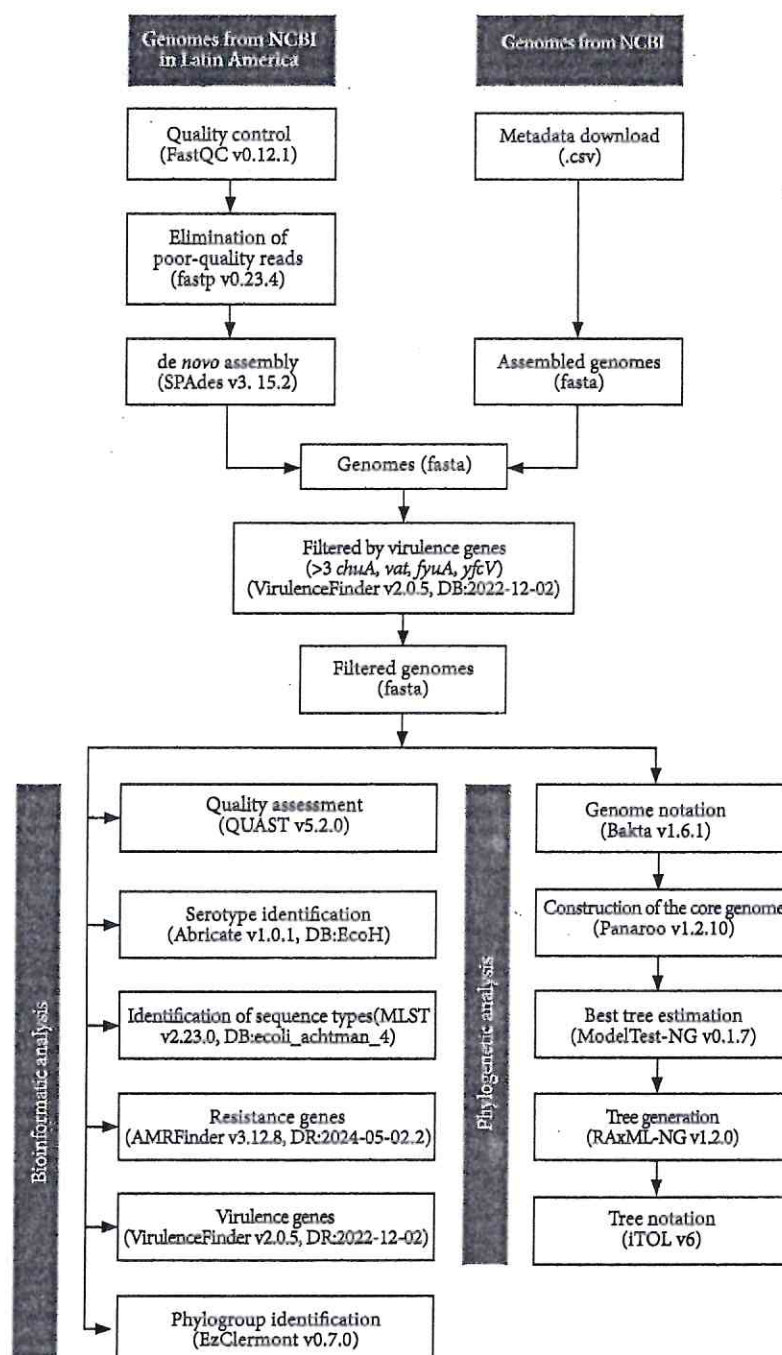 Genomes from NCBI
in Latin America
Genomes from NCBI
Quality control
(FastQC v0.12.1)
Metadata download
(.csv)
Elimination of
poor-quality reads
(fastp v0.23.4)
de novo assembly
(SPAdes v3. 15.2)
Assembled genomes
(fasta)
Genomes (fasta)
Filtered by virulence genes
(>3 chuA, vat, fyuA, yfcV)
(VirulenceFinder v2.0.5, DB:2022-12-02)
Filtered genomes
(fasta)
Bioinformatic analysis
Quality assessment
(QUAST v5.2.0)
Serotype identification
(Abricate v1.0.1, DB:EcoH)
Identification of sequence types(MLST
v2.23.0, DB:ecoli_achtman_4)
Resistance genes
(AMRFinder v3.12.8, DR:2024-05-02.2)
Virulence genes
(VirulenceFinder v2.0.5, DR:2022-12-02)
Phylogroup identification
(EzClermont v0.7.0)
Phylogenetic analysis
Genome notation
(Bakta v1.6.1)
Construction of the core genome
(Panaroo v1.2.10)
Best tree estimation
(ModelTest-NG v0.1.7)
Tree generation
(RAxML-NG v1.2.0)
Tree notation
(iTOL v6)